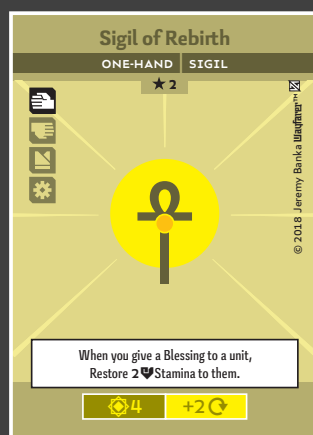 Sigil of Rebirth
ONE-HAND SIGIL
★2
When you give a Blessing to a unit,
Restore 2 Stamina to them.
4 +2
© 2018 Jeremy Banka